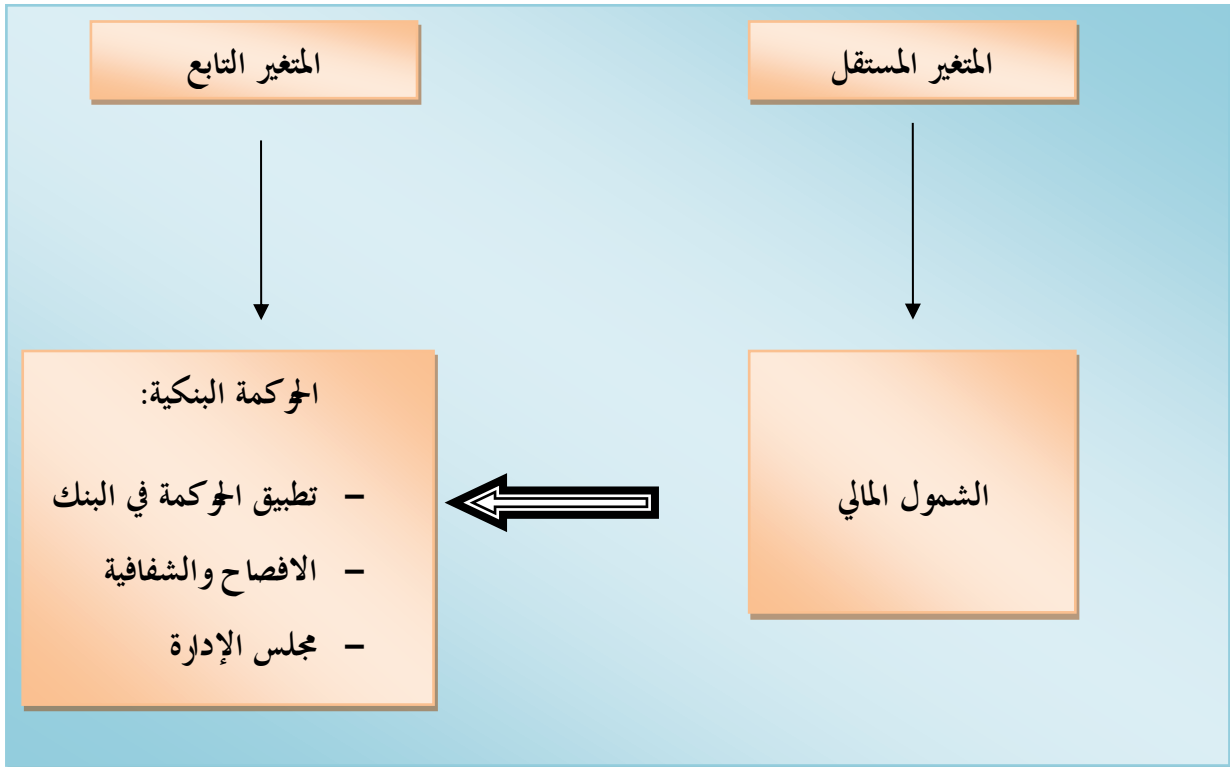 المتغير المستقل
المتغير التابع
الشمول المالي
الحوكمة البنكية:
– تطبيق الحوكمة في البنك
– الافصاح والشفافية
– مجلس الإدارة